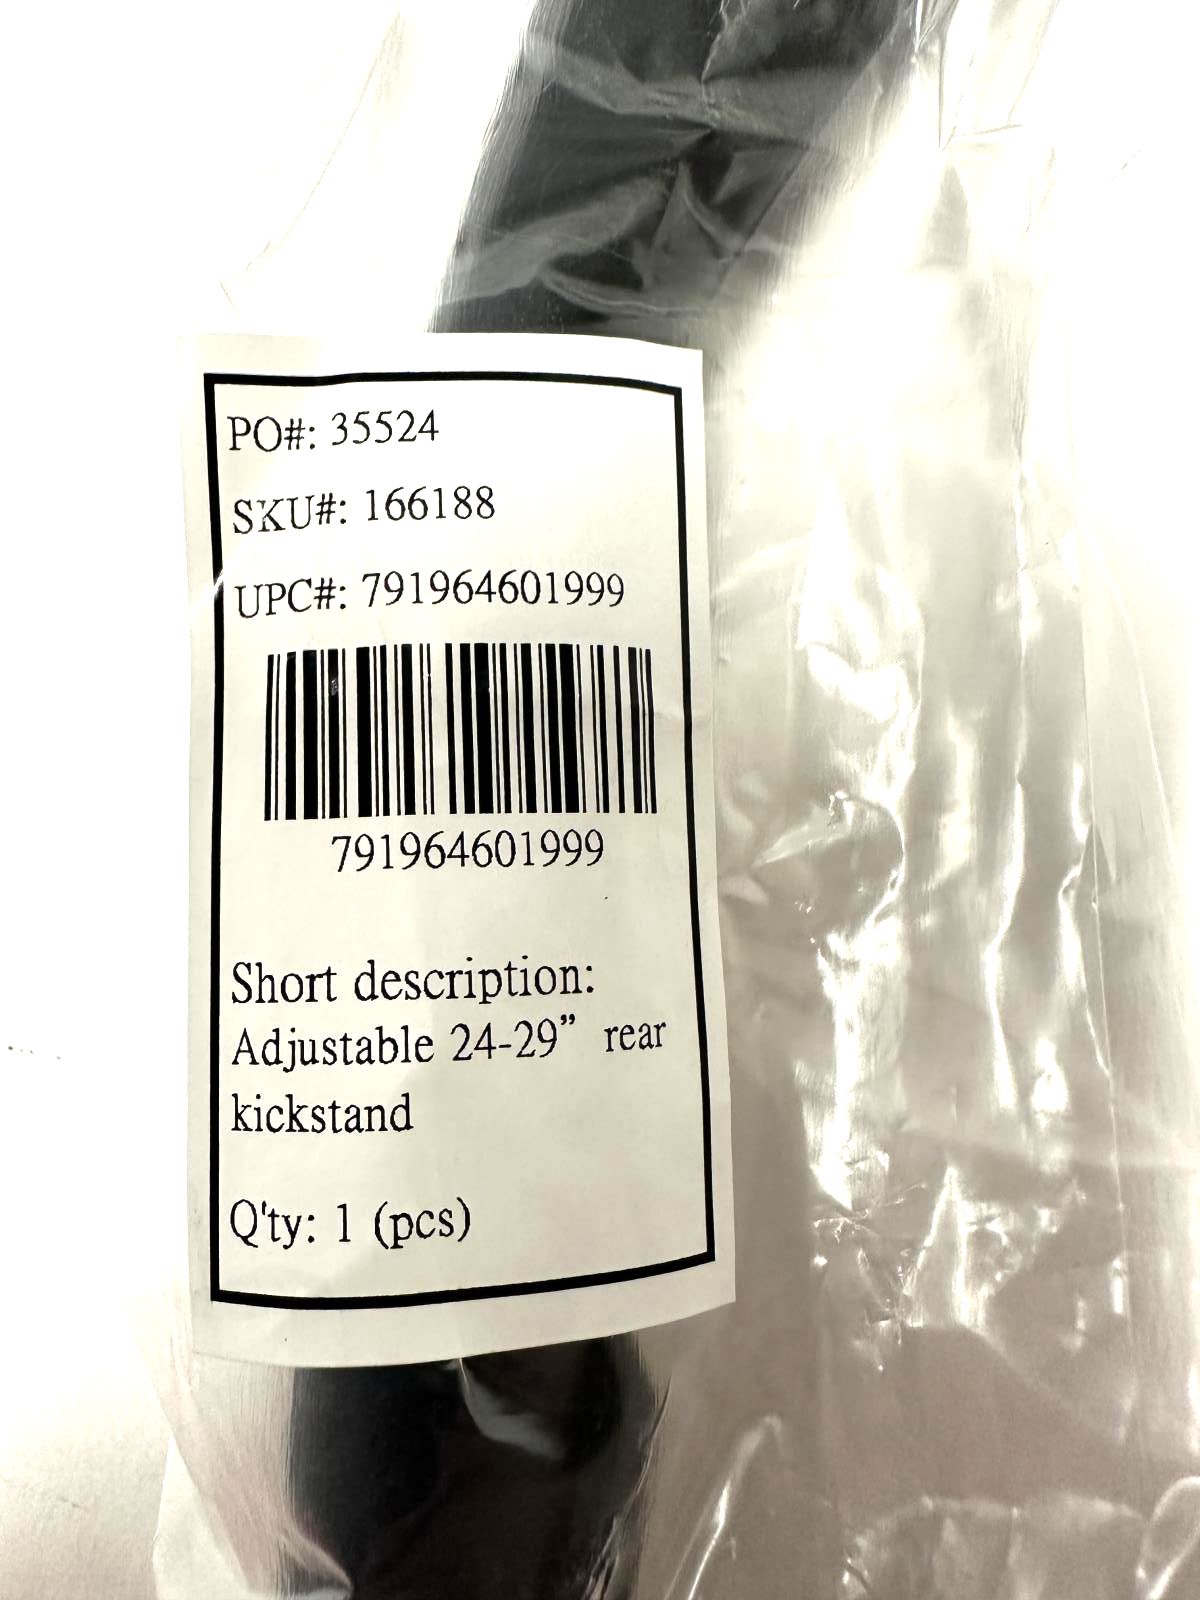 PO#: 35524
SKU#: 166188
UPC#: 791964601999
791964601999
Short description:
Adjustable 24-29” rear
kickstand
Q'ty: 1 (pcs)